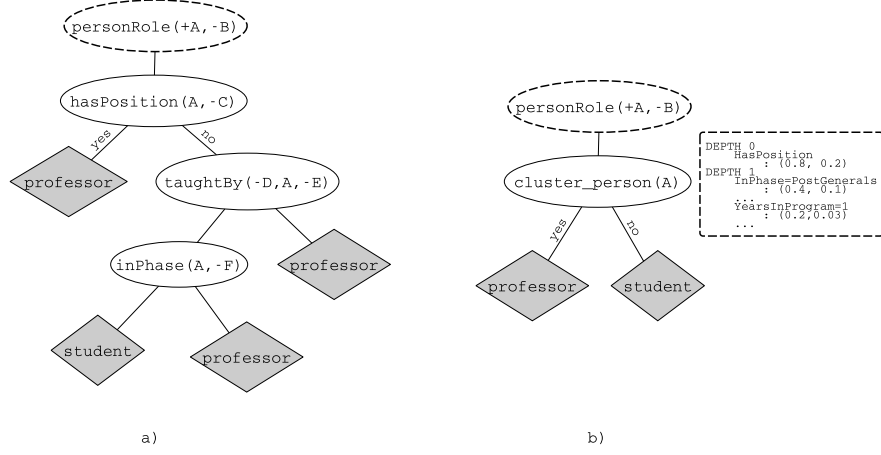 personRole(+A,-B)
hasPosition(A,-C)
yes
no
professor
taughtBy(-D,A,-E)
inPhase(A,-F)
professor
student
professor
a)
personRole(+A,-B)
cluster_person(A)
yes
no
professor
student
DEPTH 0
HasPosition
: (0.8, 0.2)
DEPTH 1
InPhase=PostGenerals
: (0.4, 0.1)
...
YearsInProgram=1
: (0.2,0.03)
...
b)